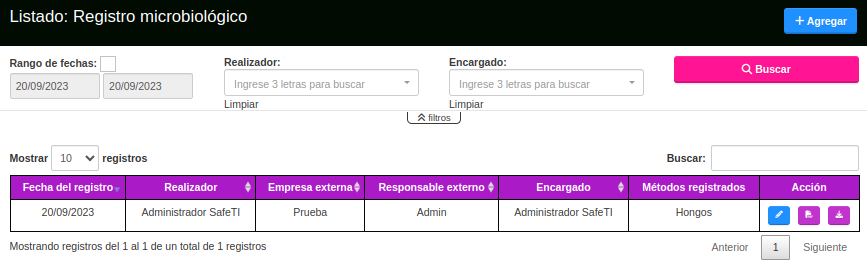 Listado: Registro microbiológico
Agregar
Rango de fechas:
20/09/2023 20/09/2023
Realizador:
Ingrese 3 letras para buscar
Limpiar
Encargado:
Ingrese 3 letras para buscar
Limpiar
Buscar
filtros
Mostrar 10 registros
Buscar:
Fecha del registro Realizador Empresa externa Responsable externo Encargado Métodos registrados Acción
20/09/2023 Administrador SafeTI Prueba Admin Administrador SafeTI Hongos
Mostrando registros del 1 al 1 de un total de 1 registros
Anterior 1 Siguiente